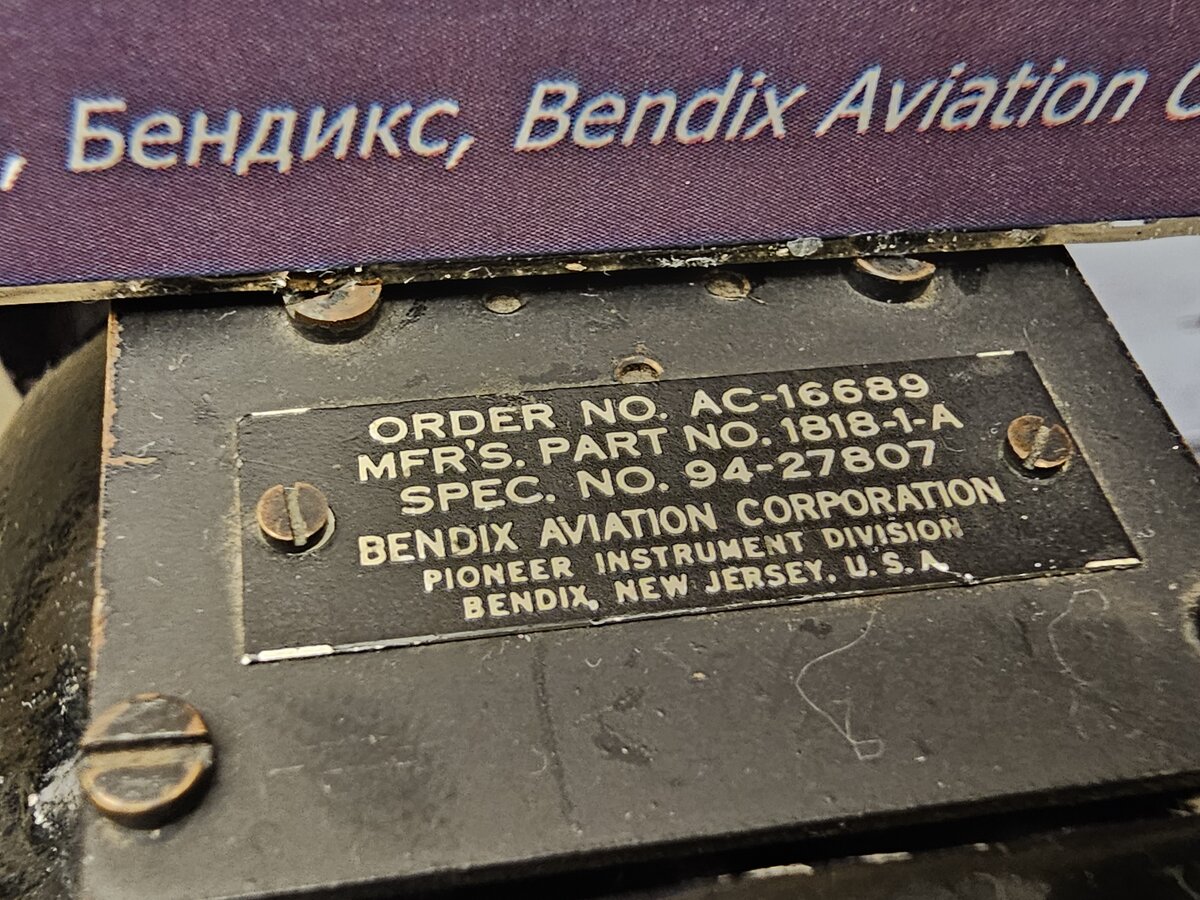 , Бендикс, Bendix Aviation
ORDER NO. AC-16689
MFR'S. PART NO. 1818-1-A
SPEC. NO. 94-27807
BENDIX AVIATION CORPORATION
PIONEER INSTRUMENT DIVISION
BENDIX, NEW JERSEY, U.S.A.